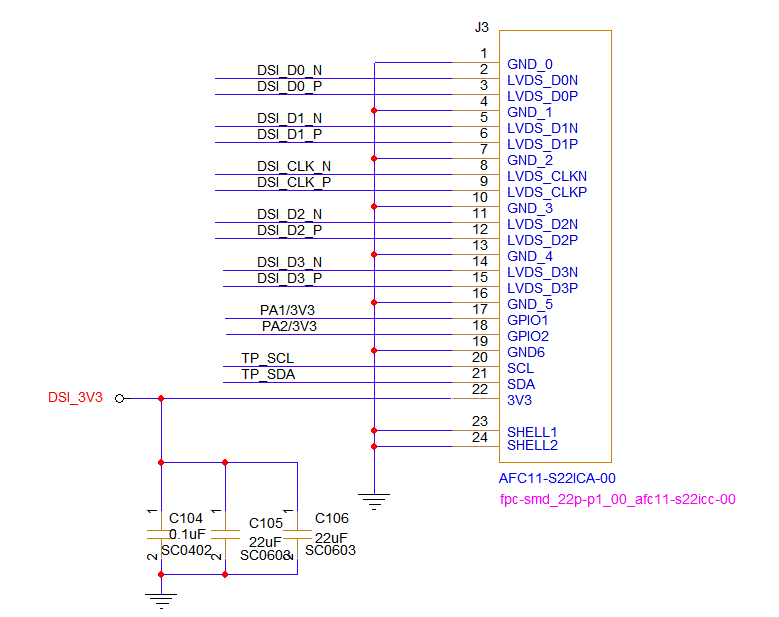 J3
1
GND_0
DSI_D0_N
2
LVDS_D0N
DSI_D0_P
3
LVDS_D0P
4
GND_1
DSI_D1_N
5
LVDS_D1N
DSI_D1_P
6
LVDS_D1P
7
GND_2
DSI_CLK_N
8
LVDS_CLKN
DSI_CLK_P
9
LVDS_CLKP
10
GND_3
DSI_D2_N
11
LVDS_D2N
DSI_D2_P
12
LVDS_D2P
13
GND_4
DSI_D3_N
14
LVDS_D3N
DSI_D3_P
15
LVDS_D3P
16
GND_5
PA1/3V3
17
GPIO1
PA2/3V3
18
GPIO2
19
GND6
TP_SCL
20
SCL
TP_SDA
21
SDA
DSI_3V3
22
3V3
23
SHELL1
24
SHELL2
AFC11-S22ICA-00
fpc-smd_22p-p1_00_afc11-s22icc-00
1
C104
0.1uF
SC0402
2
1
C105
22uF
SC0603
2
1
C106
22uF
SC0603
2